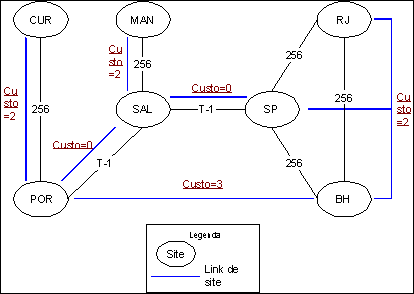 CUR
MAN
RJ
Cu
sto
=2
256
Cu
sto
=2
256
256
Custo=0
SAL
T-1
SP
256
Cu
sto
=2
Custo=0
T-1
256
Custo=3
POR
BH
Legenda
Site
Link de
site